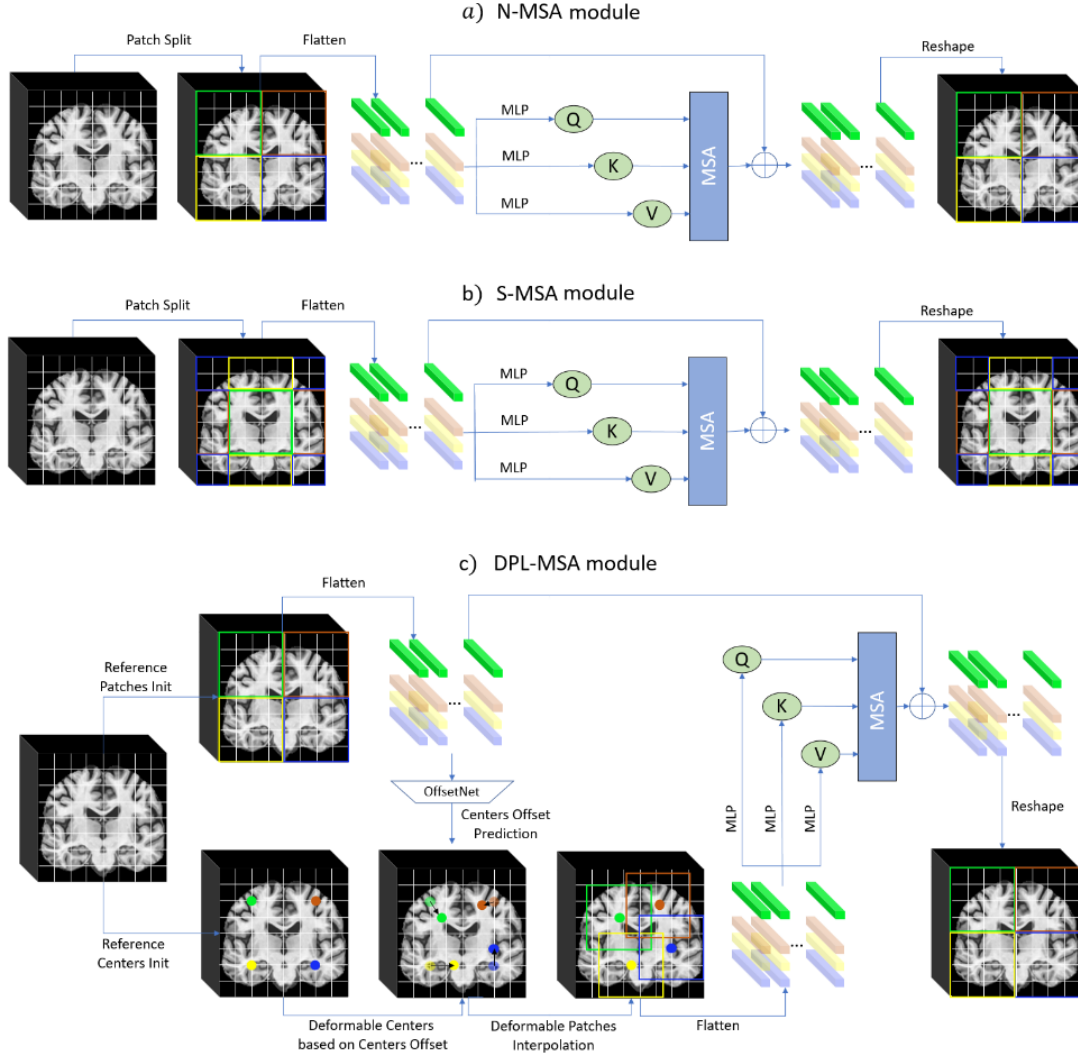 a) N-MSA module
Patch Split
Flatten
Reshape
MLP
Q
MLP
K
MLP
V
...
MSA
...
b) S-MSA module
Patch Split
Flatten
Reshape
MLP
Q
MLP
K
MLP
V
...
MSA
...
c) DPL-MSA module
Flatten
Reference
Patches Init
...
OffsetNet
Centers Offset
Prediction
Q
K
V
MSA
...
MLP
MLP
MLP
Reshape
Reference
Centers Init
...
Deformable Centers
based on Centers Offset
Deformable Patches
Interpolation
Flatten